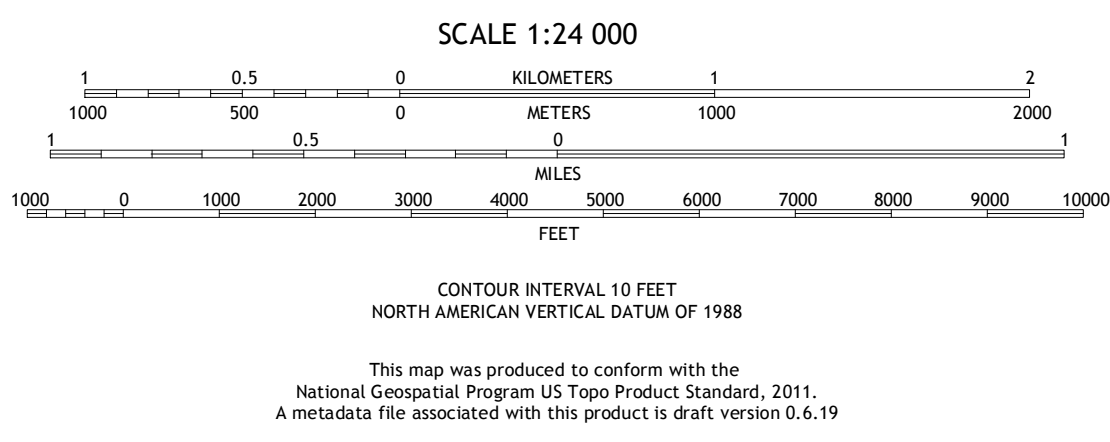 SCALE 1:24 000
1 0.5 0 KILOMETERS 1 2
1000 500 0 METERS 1000 2000
1 0.5 0 1
MILES
1000 0 1000 2000 3000 4000 5000 6000 7000 8000 9000 10000
FEET
CONTOUR INTERVAL 10 FEET
NORTH AMERICAN VERTICAL DATUM OF 1988
This map was produced to conform with the
National Geospatial Program US Topo Product Standard, 2011.
A metadata file associated with this product is draft version 0.6.19